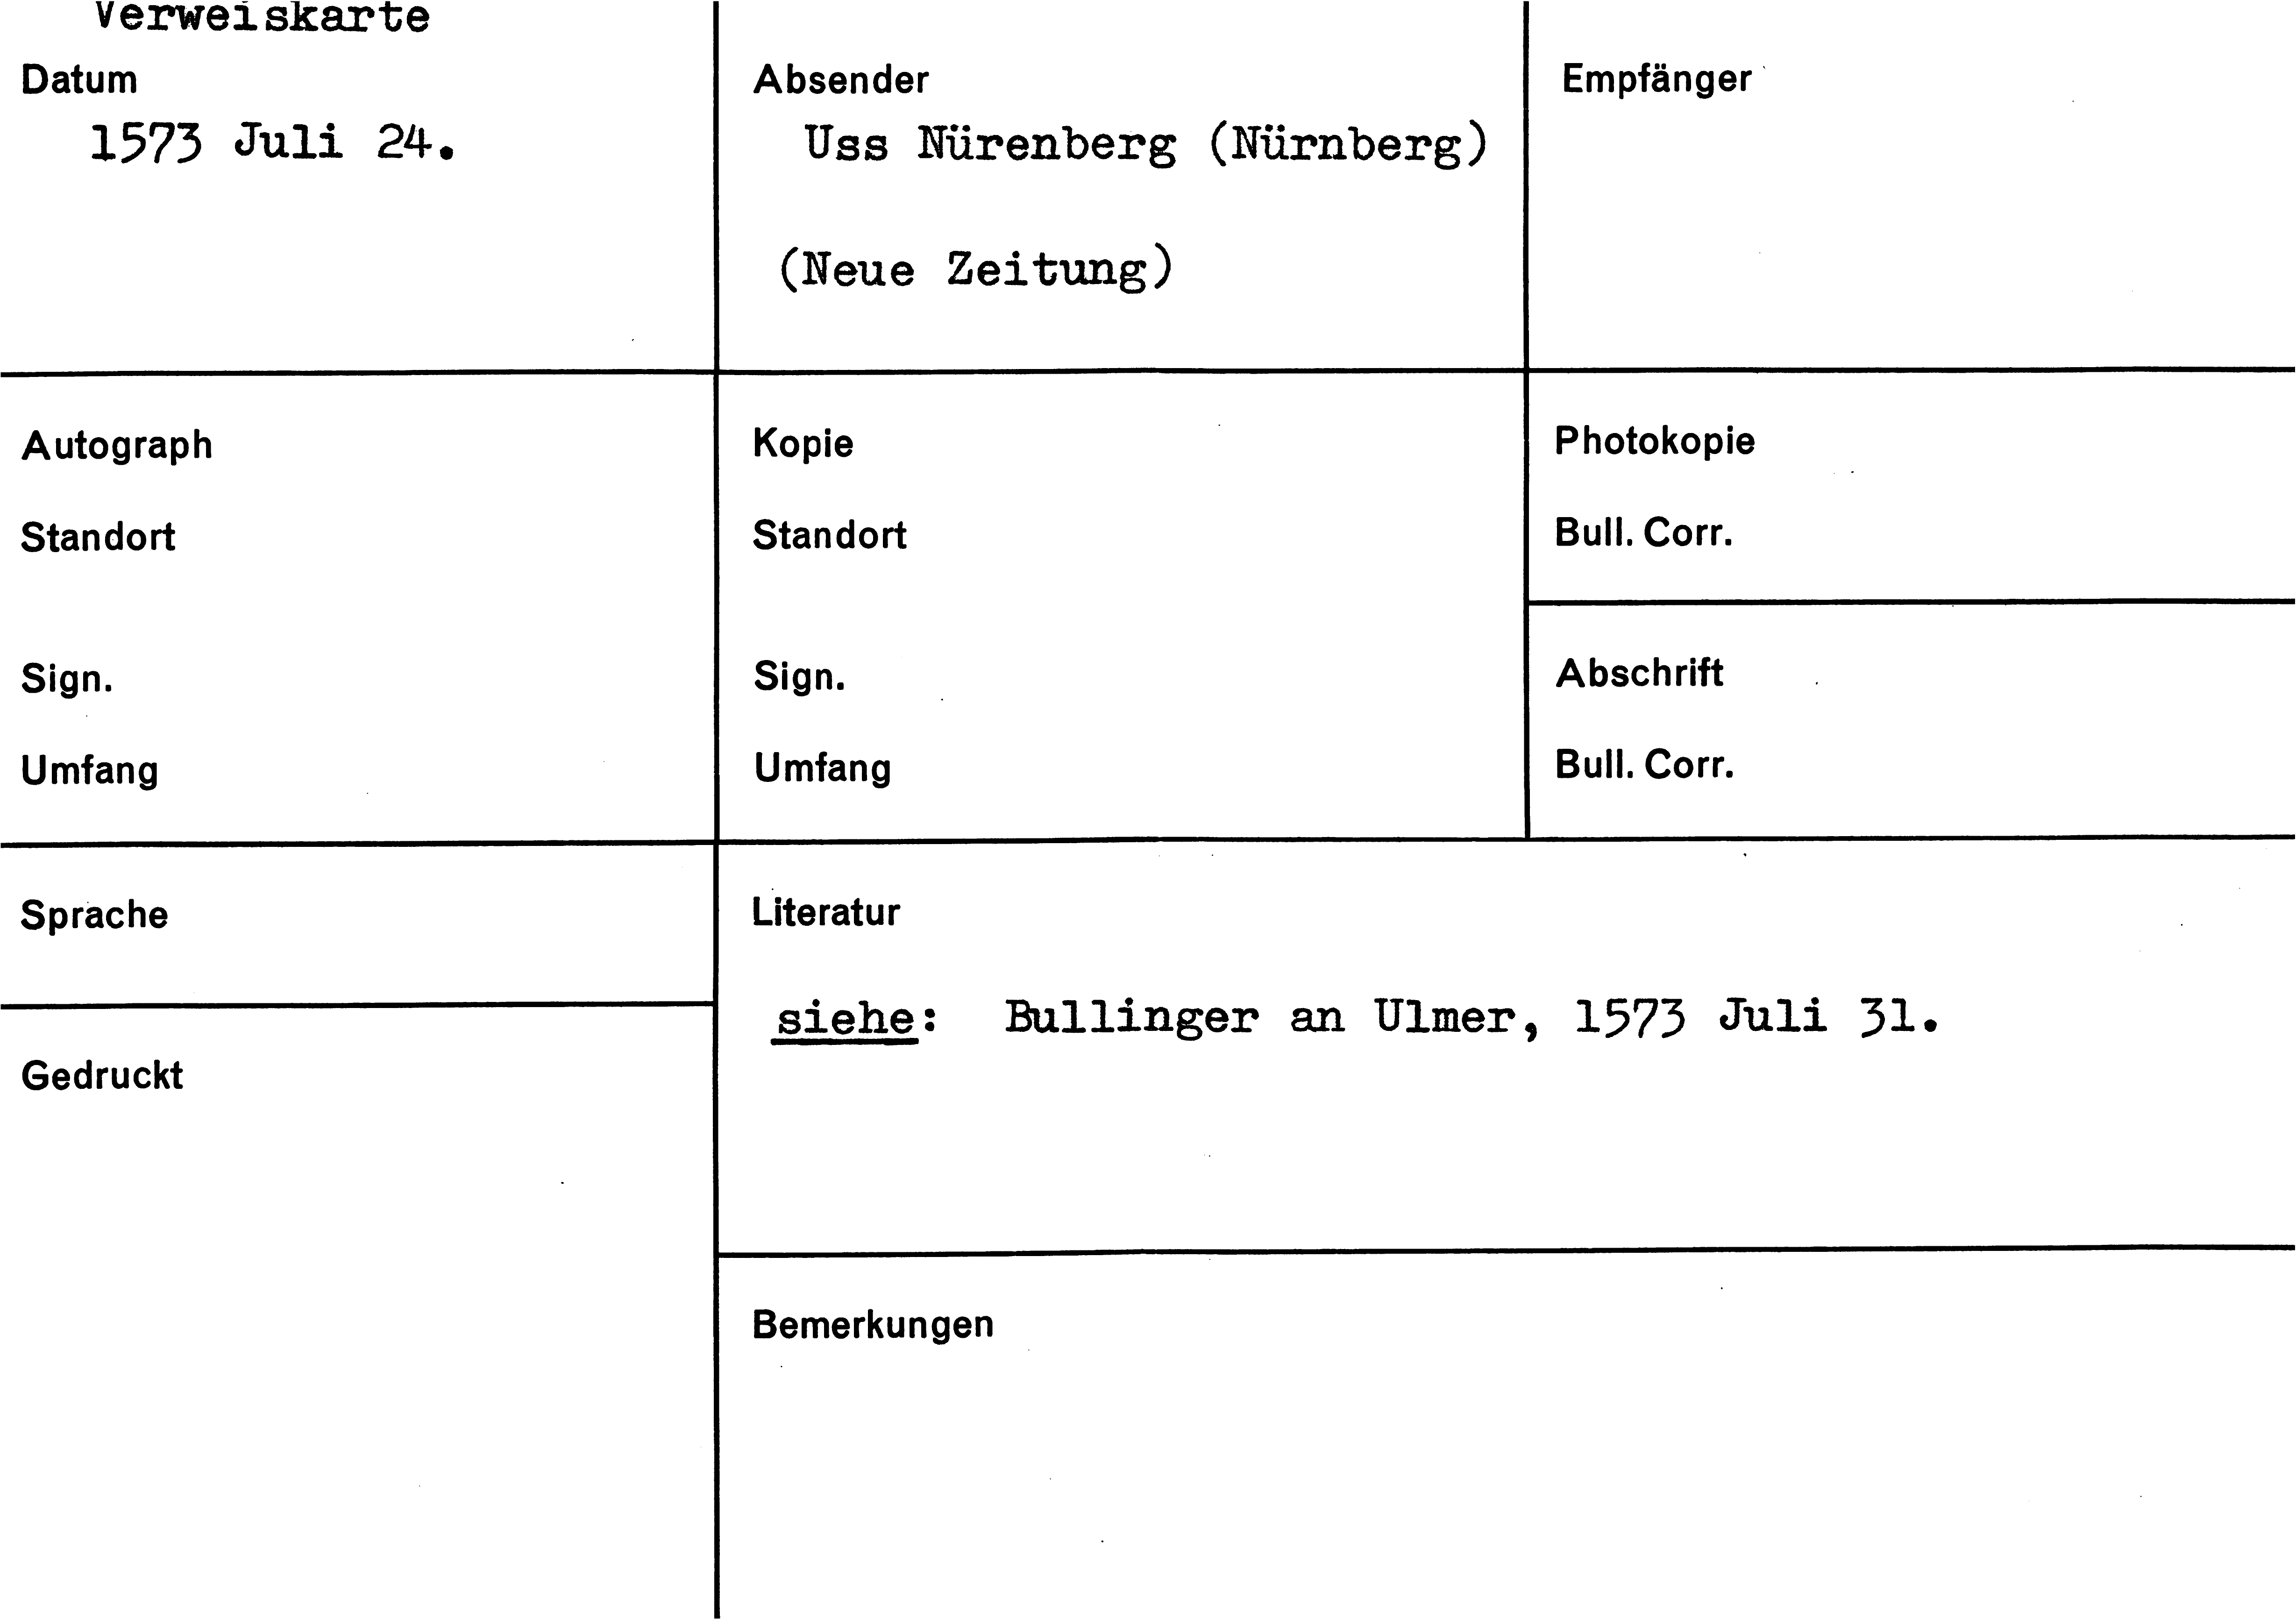 Verweiskarte
Datum
1573 Juli 24.
Absender
Uss Nürenberg (Nürnberg)
(Neue Zeitung)
Empfänger
Autograph
Standort
Sign.
Umfang
Kopie
Standort
Sign.
Umfang
Photokopie
Bull. Corr.
Abschrift
Bull. Corr.
Sprache
Gedruckt
Literatur
siehe: Bullinger an Ulmer, 1573 Juli 31.
Bemerkungen